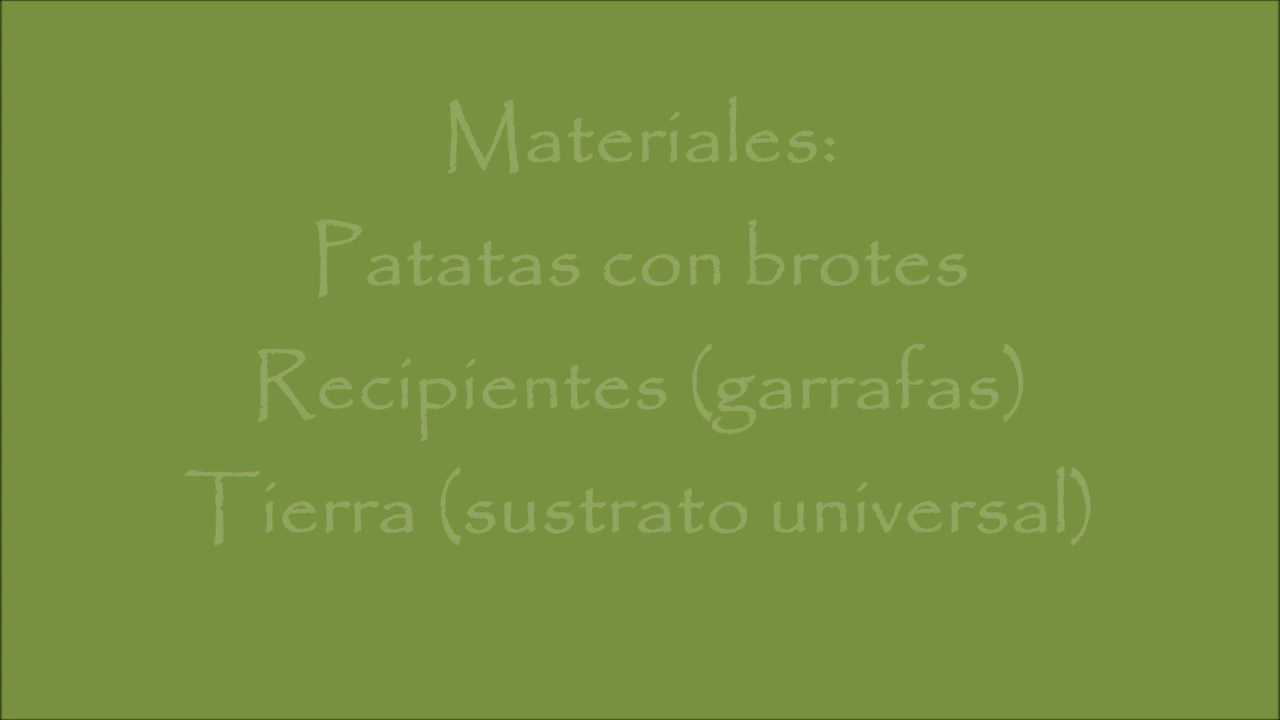 Materiales:
Patatas con brotes
Recipientes (garrafas)
Tierra (sustrato universal)